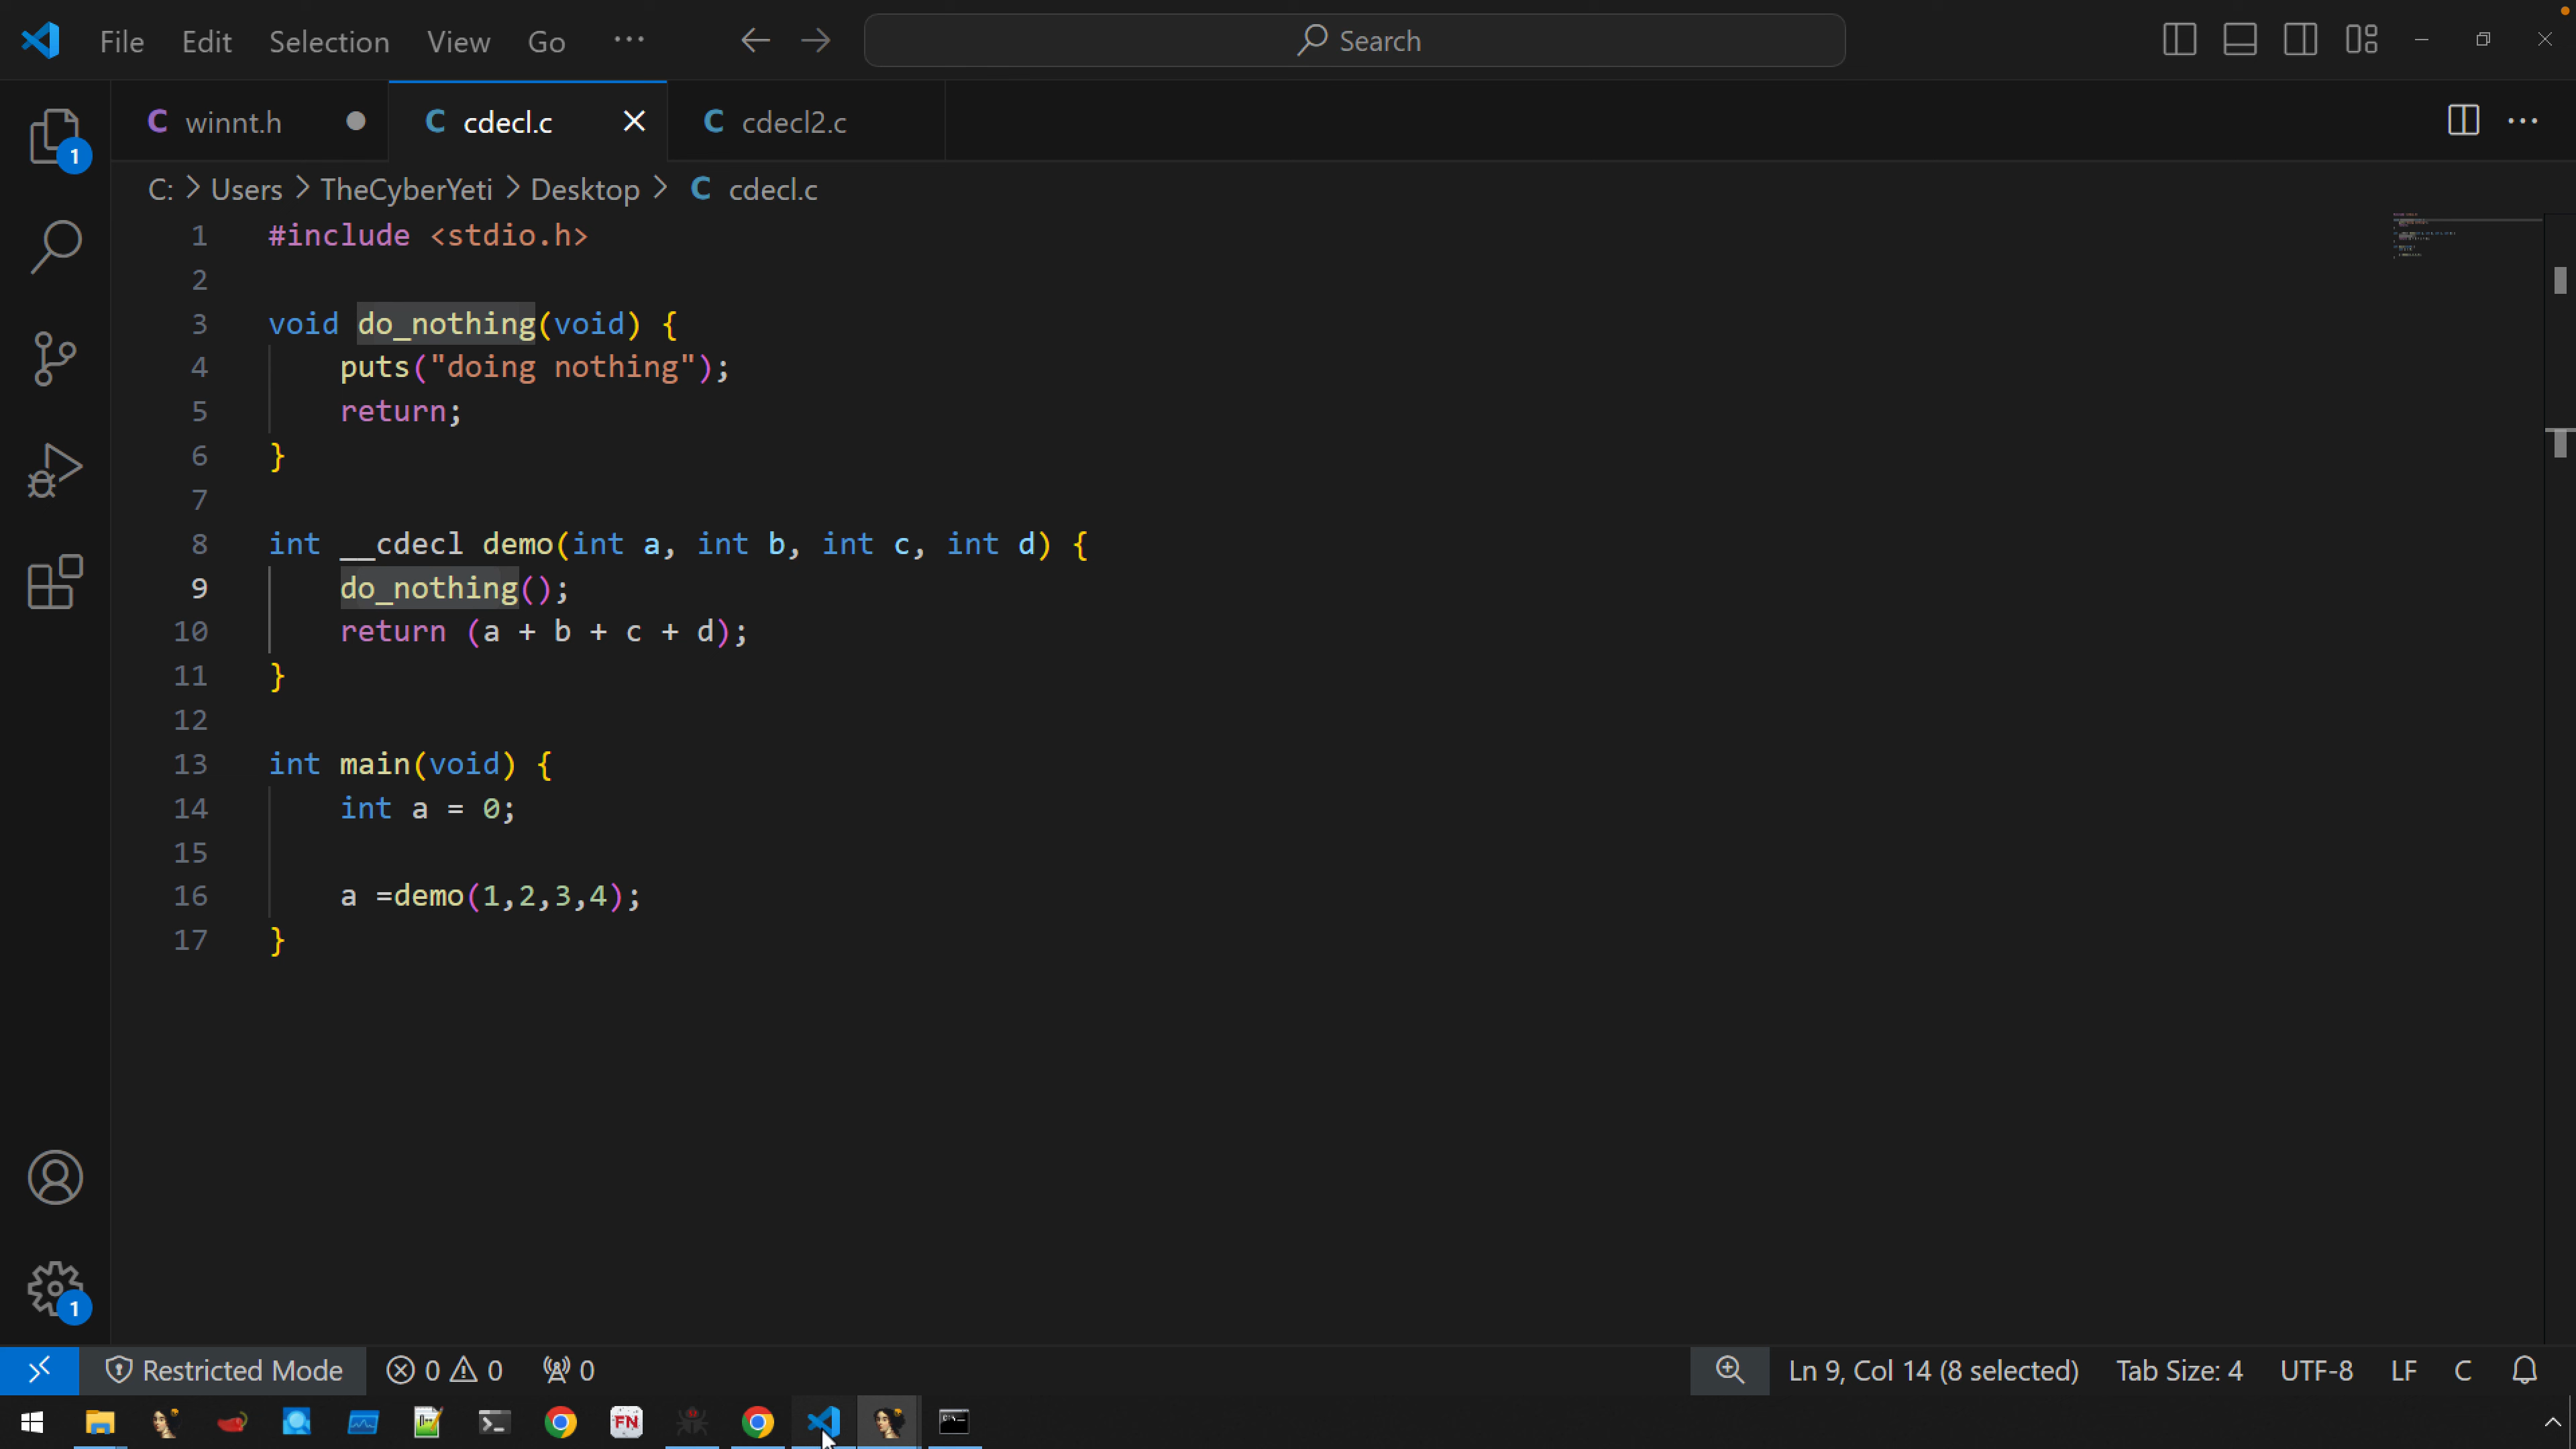 File Edit Selection View Go ··· Search
winnt.h cdecl.c cdecl2.c
C: > Users > TheCyberYeti > Desktop > C cdecl.c
1 #include <stdio.h>
2
3 void do_nothing(void) {
4 puts("doing nothing");
5 return;
6 }
7
8 int __cdecl demo(int a, int b, int c, int d) {
9 do_nothing();
10 return (a + b + c + d);
11 }
12
13 int main(void) {
14 int a = 0;
15
16 a =demo(1,2,3,4);
17 }
1
1
Restricted Mode 0 0 0 Ln 9, Col 14 (8 selected) Tab Size: 4 UTF-8 LF C
FN